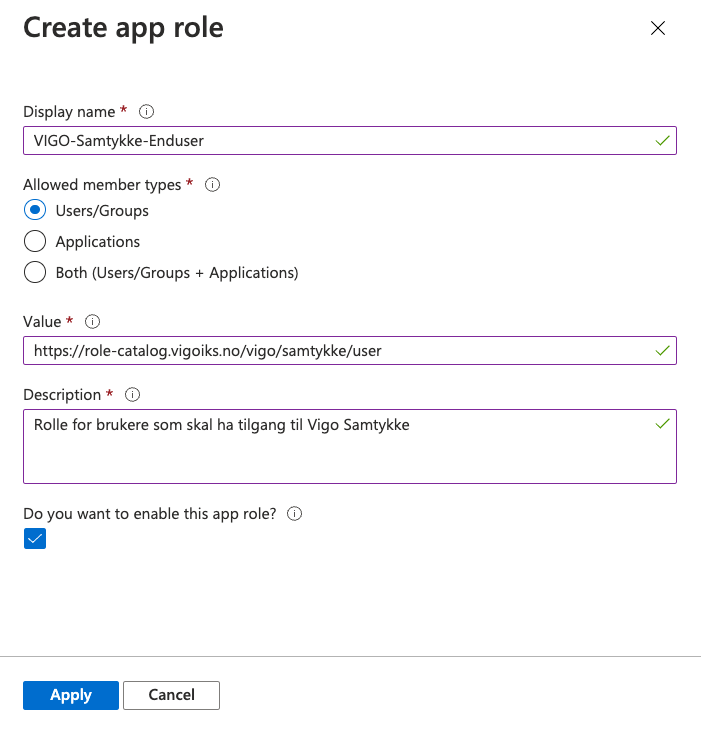 Create app role
Display name *
VIGO-Samtykke-Enduser
Allowed member types *
Users/Groups
Applications
Both (Users/Groups + Applications)
Value *
https://role-catalog.vigoiks.no/vigo/samtykke/user
Description *
Rolle for brukere som skal ha tilgang til Vigo Samtykke
Do you want to enable this app role?
Apply Cancel